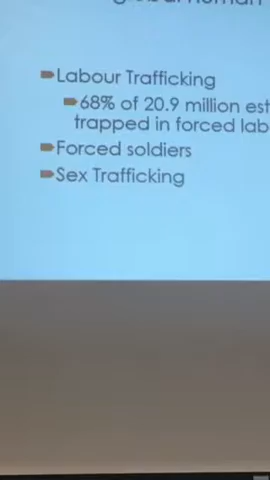 Labour Trafficking
68% of 20.9 million est
trapped in forced lab
Forced soldiers
Sex Trafficking